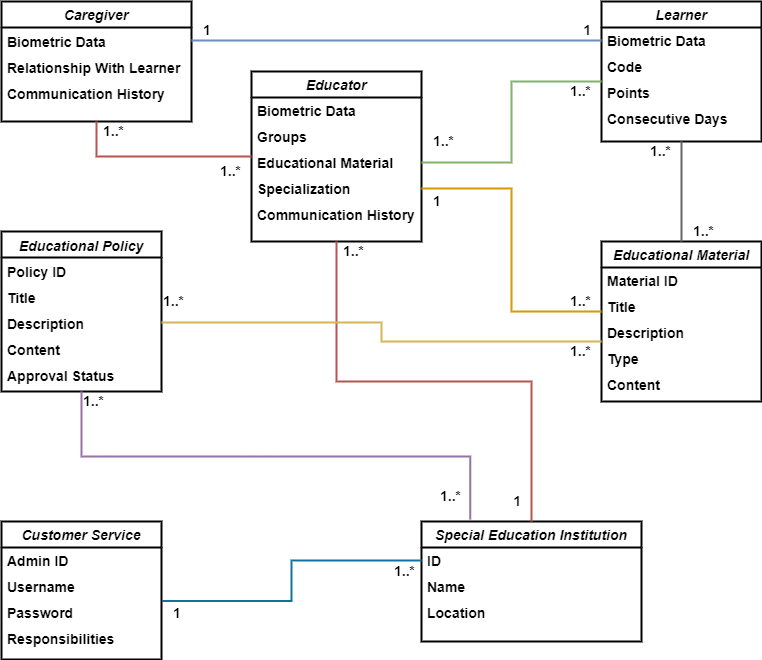 Caregiver
Biometric Data
Relationship With Learner
Communication History
1
1
Learner
Biometric Data
Code
Points
Consecutive Days
Educator
Biometric Data
Groups
Educational Material
Specialization
Communication History
1..*
1..*
1..*
1..*
1
1..*
1..*
1..*
1..*
Educational Policy
Policy ID
Title
Description
Content
Approval Status
1..*
1..*
1..*
Educational Material
Material ID
Title
Description
Type
Content
1..*
1..*
1
Customer Service
Admin ID
Username
Password
Responsibilities
1
1..*
Special Education Institution
ID
Name
Location